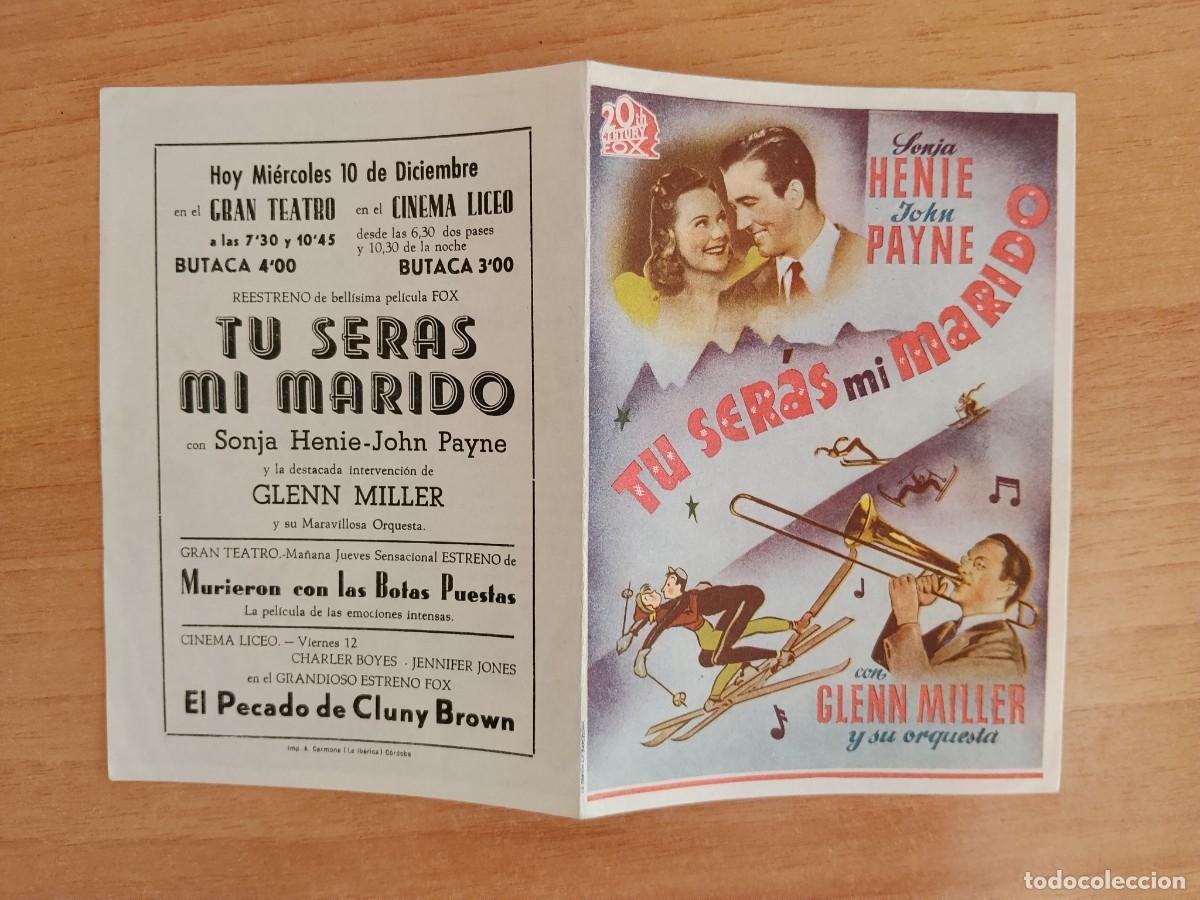 Hoy Miércoles 10 de Diciembre
en el GRAN TEATRO
a las 7'30 y 10'45
BUTACA 4'00
en el CINEMA LICEO
desde las 6,30 dos pases
y 10,30 de la noche
BUTACA 3'00
REESTRENO de bellísima película FOX
TU SERAS
MI MARIDO
con Sonja Henie-John Payne
y la destacada intervención de
GLENN MILLER
y su Maravillosa Orquesta.
GRAN TEATRO.-Mañana Jueves Sensacional ESTRENO de
Murieron con las Botas Puestas
La película de las emociones intensas.
CINEMA LICEO. — Viernes 12
CHARLER BOYES - JENNIFER JONES
en el GRANDIOSO ESTRENO FOX
El Pecado de Cluny Brown
Imp. A. Carmona (La Ibérica) Córdoba
20th
CENTURY
FOX
Sonja
HENIE
John
PAYNE
TU SERÁS mi MARIDO
con
GLENN MILLER
y su orquesta
todocoleccion